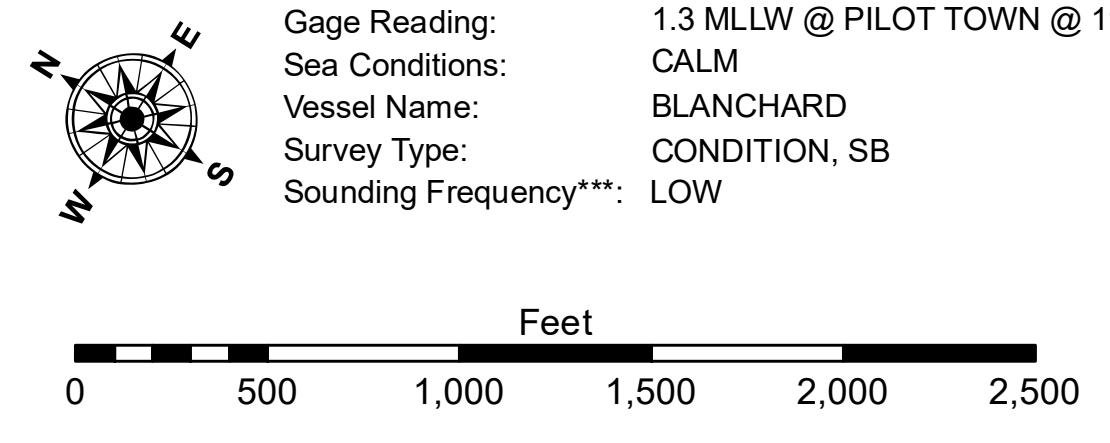 N
E
S
W
Gage Reading: 1.3 MLLW @ PILOT TOWN @ 1
Sea Conditions: CALM
Vessel Name: BLANCHARD
Survey Type: CONDITION, SB
Sounding Frequency***: LOW
Feet
0 500 1,000 1,500 2,000 2,500